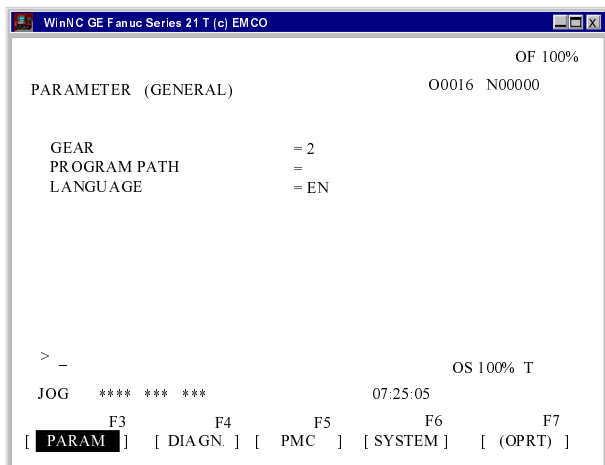 WinNC GE Fanuc Series 21 T (c) EMCO
OF 100%
PARAMETER (GENERAL) O0016 N00000
GEAR = 2
PROGRAM PATH =
LANGUAGE = EN
> _
OS 100% T
JOG **** *** *** 07:25:05
F3 F4 F5 F6 F7
[ PARAM ] [ DIAGN. ] [ PMC ] [ SYSTEM ] [ (OPRT) ]